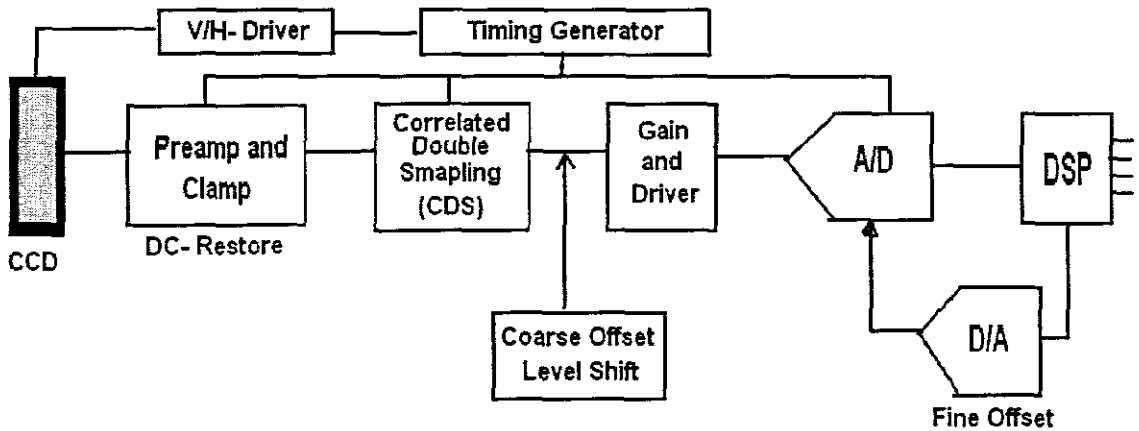 V/H- Driver
Timing Generator
Preamp and
Clamp
Correlated
Double
Smapling
(CDS)
Gain
and
Driver
A/D
DSP
DC- Restore
CCD
Coarse Offset
Level Shift
D/A
Fine Offset